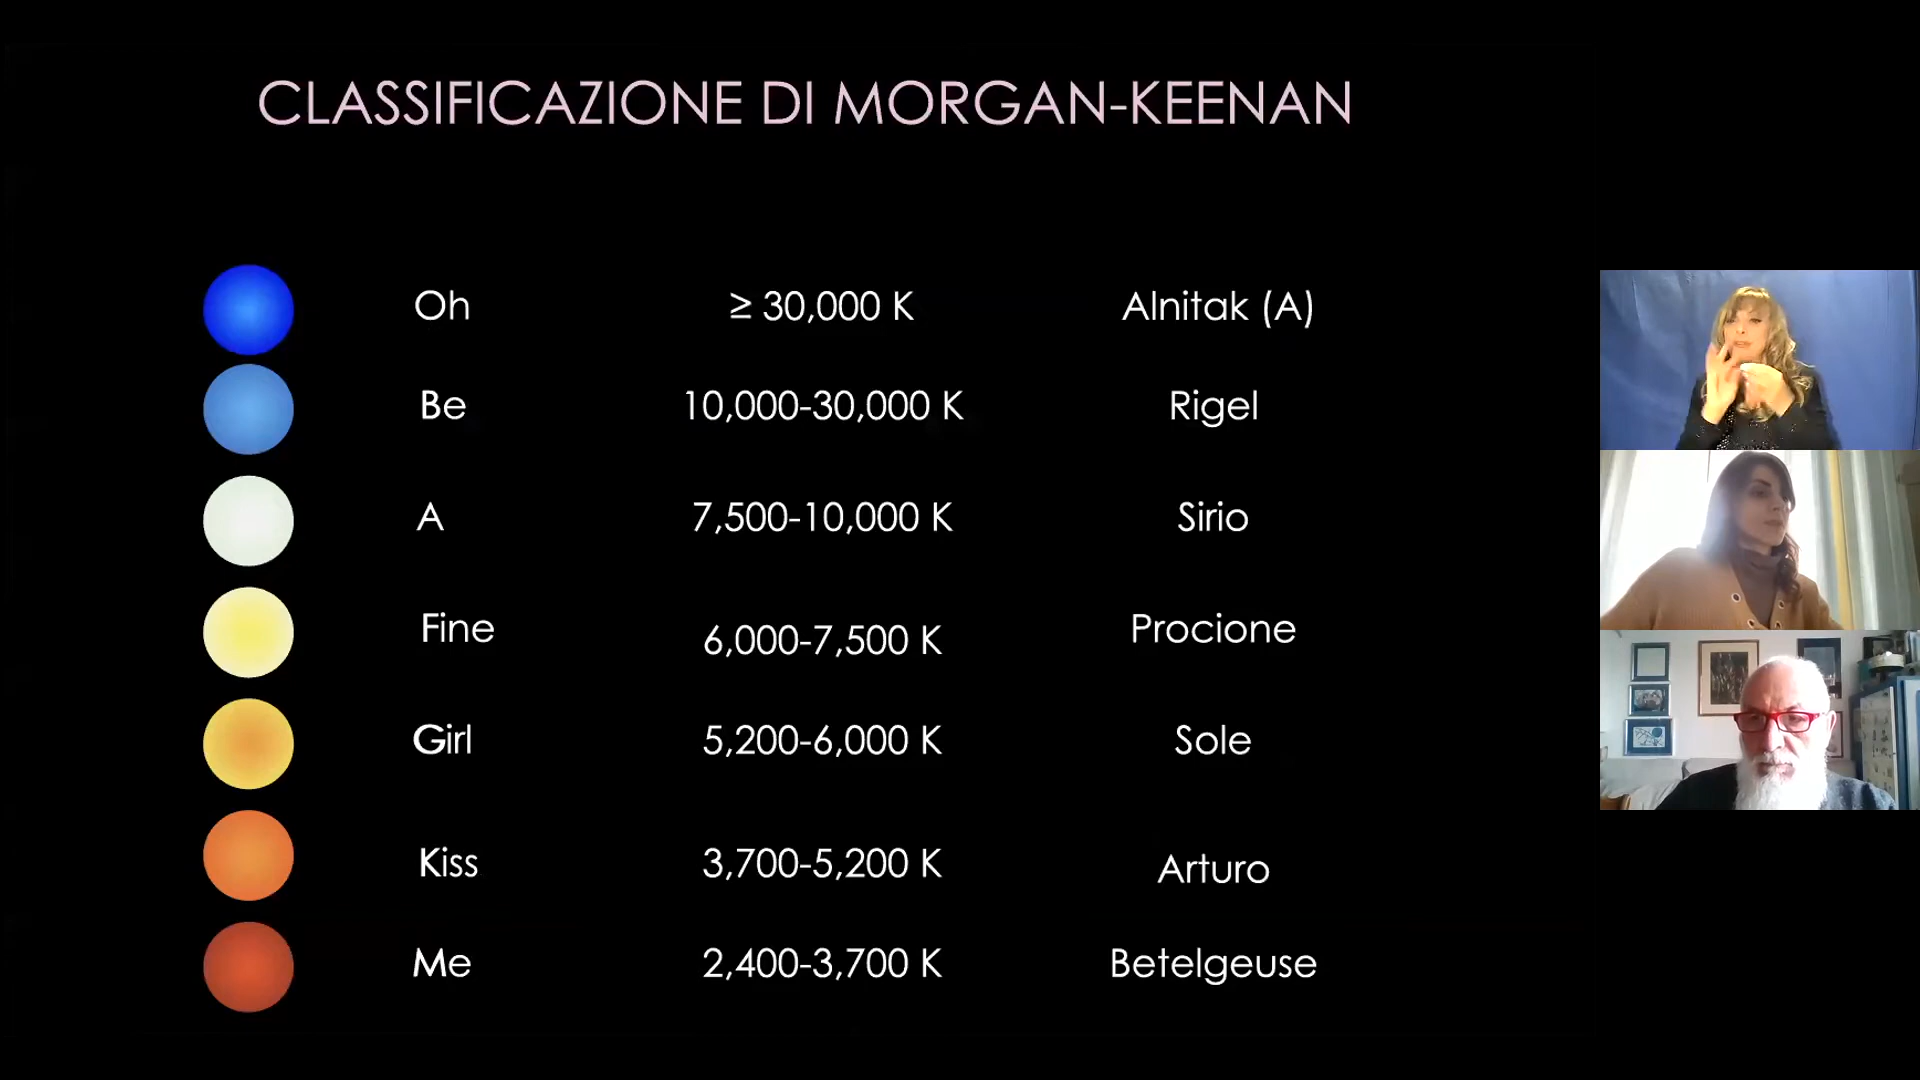 CLASSIFICAZIONE DI MORGAN-KEENAN
Oh ≥ 30,000 K Alnitak (A)
Be 10,000-30,000 K Rigel
A 7,500-10,000 K Sirio
Fine 6,000-7,500 K Procione
Girl 5,200-6,000 K Sole
Kiss 3,700-5,200 K Arturo
Me 2,400-3,700 K Betelgeuse